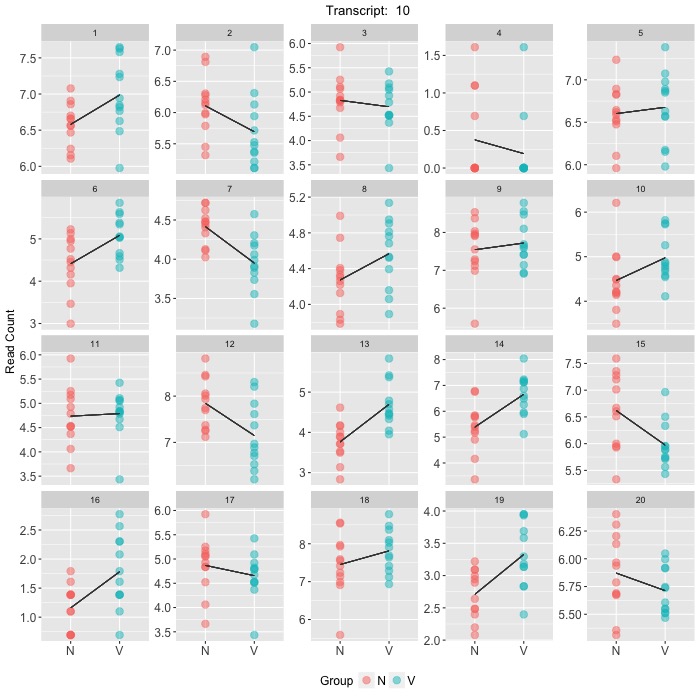 Transcript: 10
1 2 3 4 5
7.5 7.0 6.5 6.0
7.0 6.5 6.0 5.5
6.0 5.5 5.0 4.5 4.0 3.5
1.5 1.0 0.5 0.0
7.0 6.5 6.0
6 7 8 9 10
5 4 3
4.5 4.0 3.5
5.2 4.8 4.4 4.0
8 7 6
6 5 4
Read Count
11 12 13 14 15
6.0 5.5 5.0 4.5 4.0 3.5
8 7
5 4 3
8 7 6 5 4
7.5 7.0 6.5 6.0 5.5
16 17 18 19 20
2.5 2.0 1.5 1.0
6.0 5.5 5.0 4.5 4.0 3.5
8 7 6
4.0 3.5 3.0 2.5 2.0
6.25 6.00 5.75 5.50
N V N V N V N V N V
Group N V